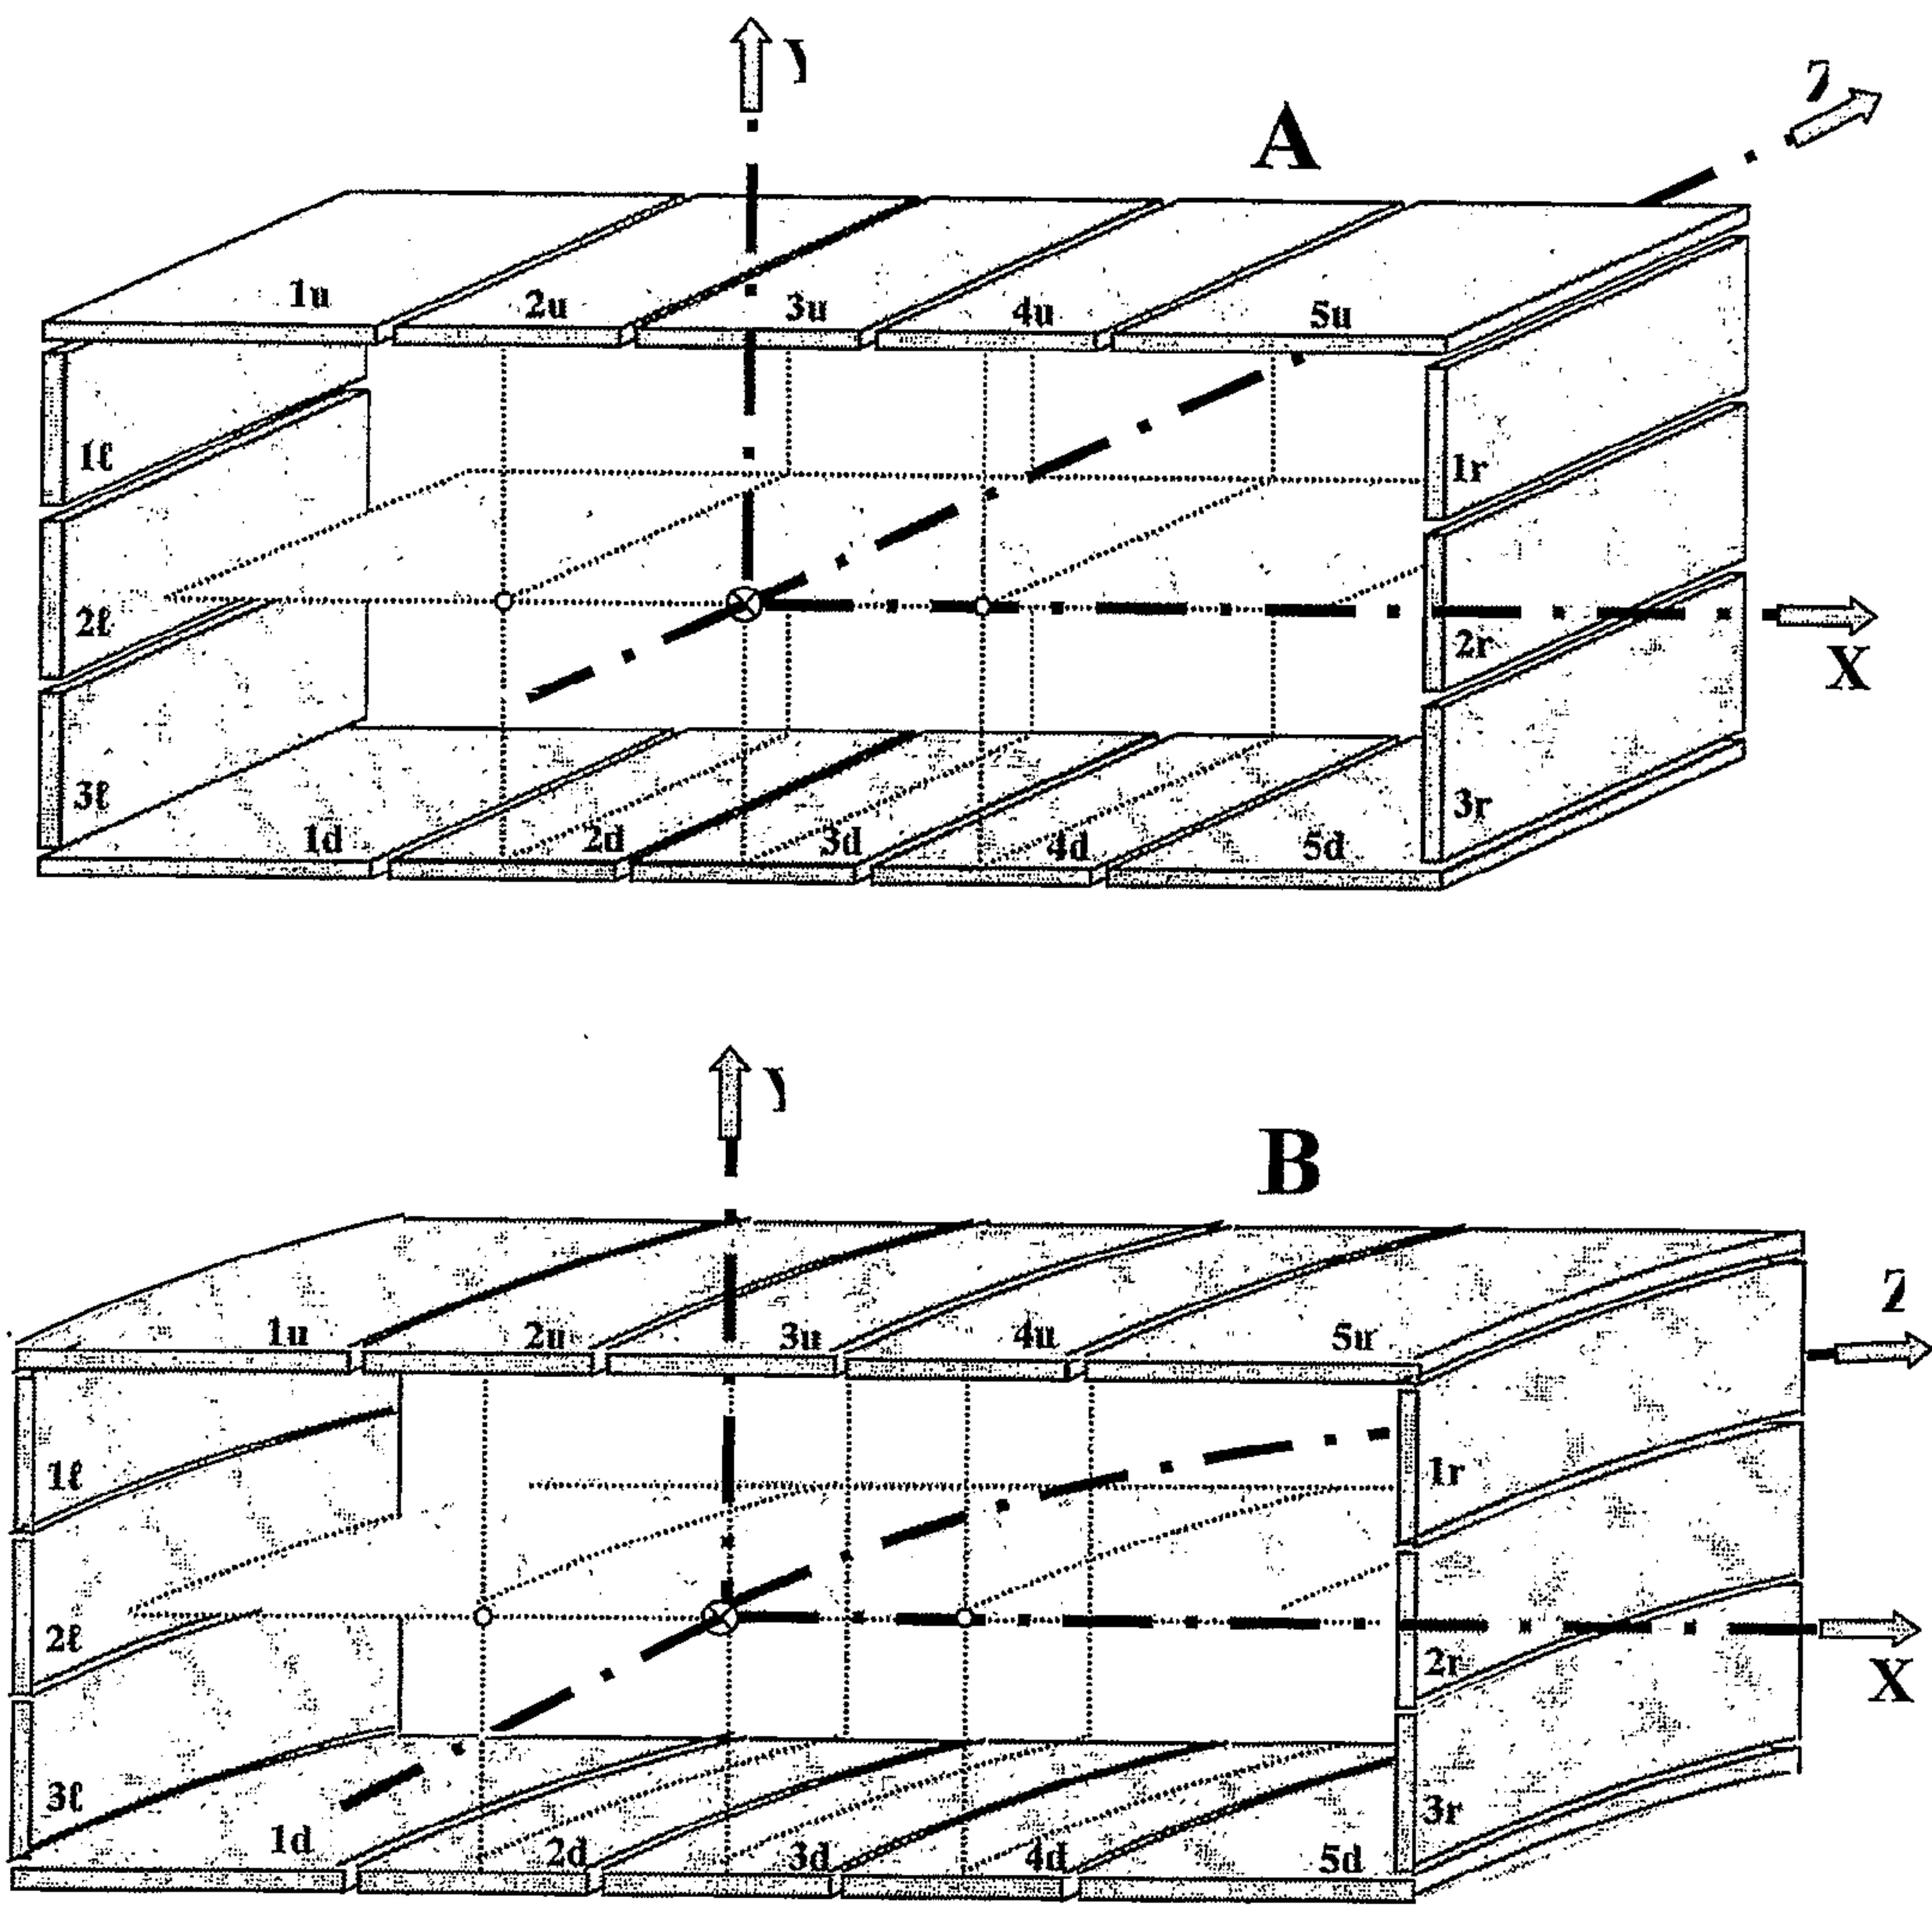 Z
A
1u 2u 3u 4u 5u
1ℓ 1r
2ℓ 2r
X
3ℓ 3r
1d 2d 3d 4d 5d
B
Z
1u 2u 3u 4u 5u
1ℓ 1r
2ℓ 2r
X
3ℓ 3r
1d 2d 3d 4d 5d